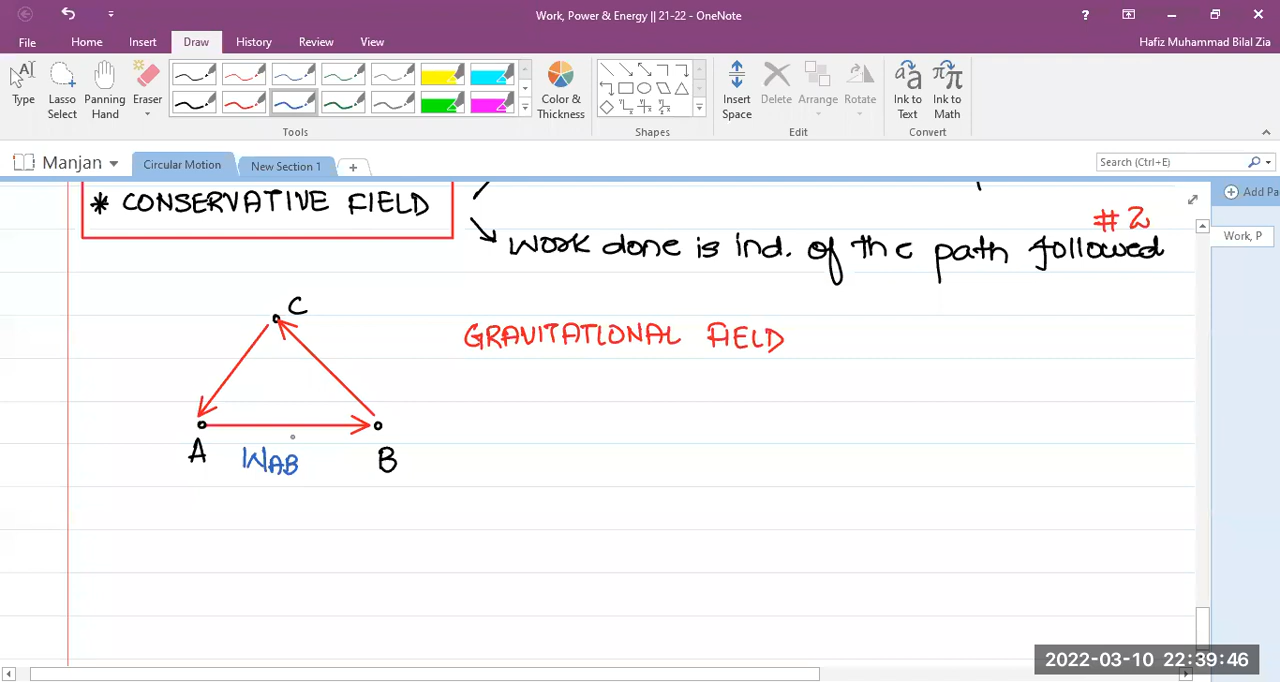 Work, Power & Energy || 21-22 - OneNote
File Home Insert Draw History Review View
Hafiz Muhammad Bilal Zia
Type
Lasso Select
Panning Hand
Eraser
Color & Thickness
Insert Space
Delete
Arrange
Rotate
Ink to Text
Ink to Math
Tools
Shapes
Edit
Convert
Manjan
Circular Motion
New Section 1
Search (Ctrl+E)
Add Pa
Work, P
* CONSERVATIVE FIELD
#2
Work done is ind. of the path followed
C
GRAVITATIONAL FIELD
A
WAB
B
2022-03-10 22:39:46